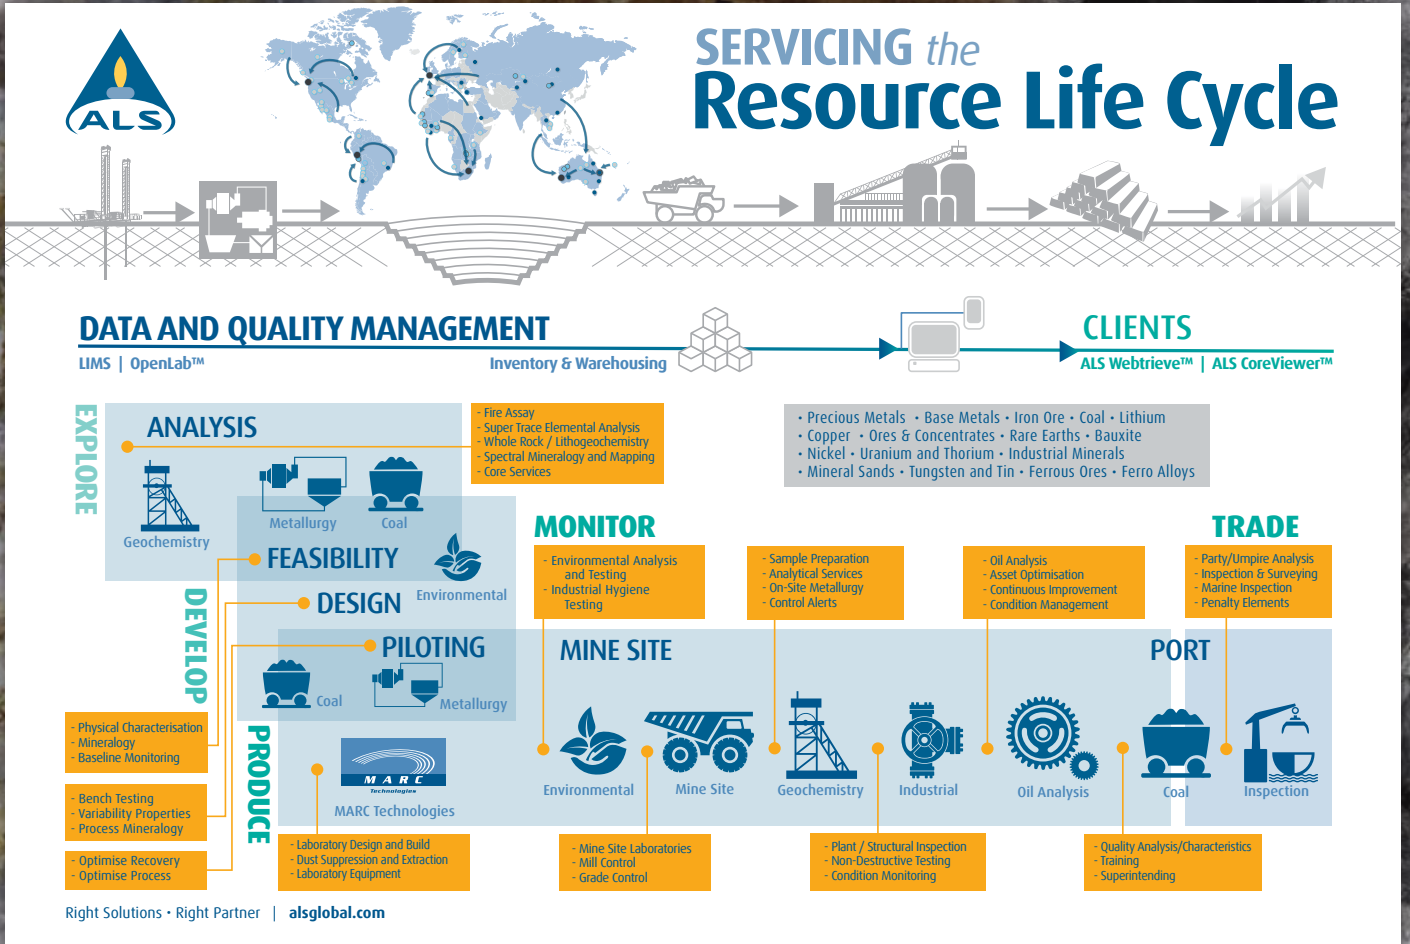 ALS
SERVICING the
Resource Life Cycle
DATA AND QUALITY MANAGEMENT
LIMS | OpenLab™
Inventory & Warehousing
CLIENTS
ALS Webtrieve™ | ALS CoreViewer™
EXPLORE
ANALYSIS
- Fire Assay
- Super Trace Elemental Analysis
- Whole Rock / Lithogeochemistry
- Spectral Mineralogy and Mapping
- Core Services
• Precious Metals • Base Metals • Iron Ore • Coal • Lithium
• Copper • Ores & Concentrates • Rare Earths • Bauxite
• Nickel • Uranium and Thorium • Industrial Minerals
• Mineral Sands • Tungsten and Tin • Ferrous Ores • Ferro Alloys
Geochemistry
Metallurgy
Coal
FEASIBILITY
Environmental
DEVELOP
DESIGN
PILOTING
Coal
Metallurgy
- Physical Characterisation
- Mineralogy
- Baseline Monitoring
- Bench Testing
- Variability Properties
- Process Mineralogy
- Optimise Recovery
- Optimise Process
PRODUCE
MARC
Technologies
MARC Technologies
- Laboratory Design and Build
- Dust Suppression and Extraction
- Laboratory Equipment
MONITOR
- Environmental Analysis
and Testing
- Industrial Hygiene
Testing
- Sample Preparation
- Analytical Services
- On-Site Metallurgy
- Control Alerts
- Oil Analysis
- Asset Optimisation
- Continuous Improvement
- Condition Management
TRADE
- Party/Umpire Analysis
- Inspection & Surveying
- Marine Inspection
- Penalty Elements
MINE SITE
PORT
Environmental
Mine Site
Geochemistry
Industrial
Oil Analysis
Coal
Inspection
- Mine Site Laboratories
- Mill Control
- Grade Control
- Plant / Structural Inspection
- Non-Destructive Testing
- Condition Monitoring
- Quality Analysis/Characteristics
- Training
- Superintending
Right Solutions • Right Partner | alsglobal.com